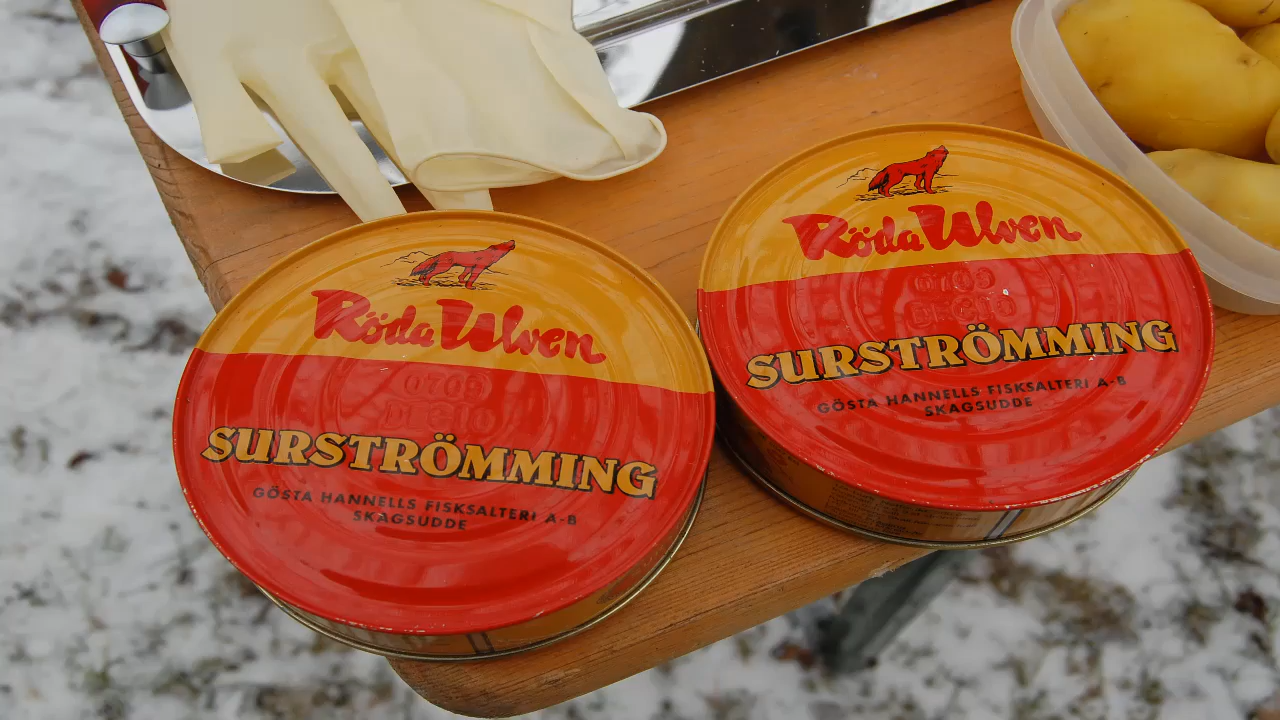 Röda Ulven
SURSTRÖMMING
GÖSTA HANNELLS FISKSALTERI A-B
SKAGSUDDE
Röda Ulven
SURSTRÖMMING
GÖSTA HANNELLS FISKSALTERI A-B
SKAGSUDDE